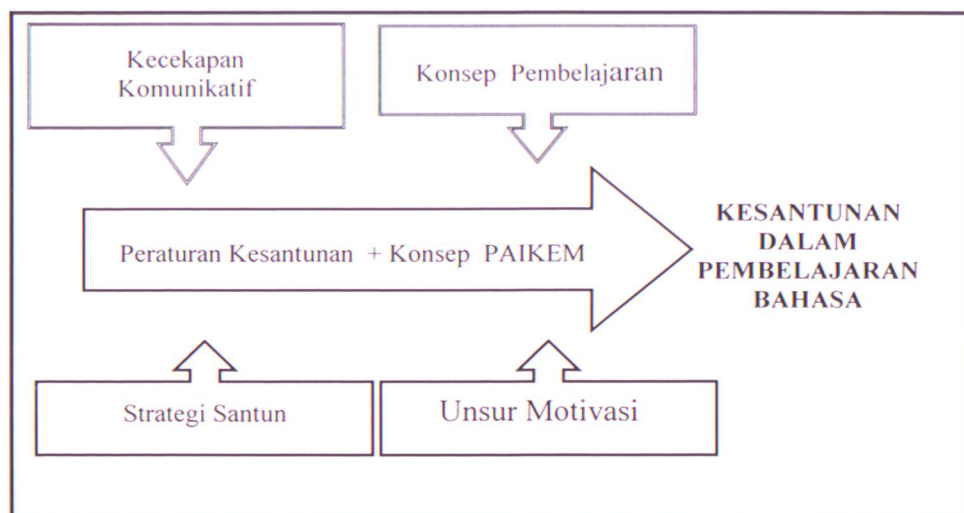 Kecekapan
Komunikatif
Konsep Pembelajaran
Peraturan Kesantunan + Konsep PAIKEM
KESANTUNAN
DALAM
PEMBELAJARAN
BAHASA
Strategi Santun
Unsur Motivasi